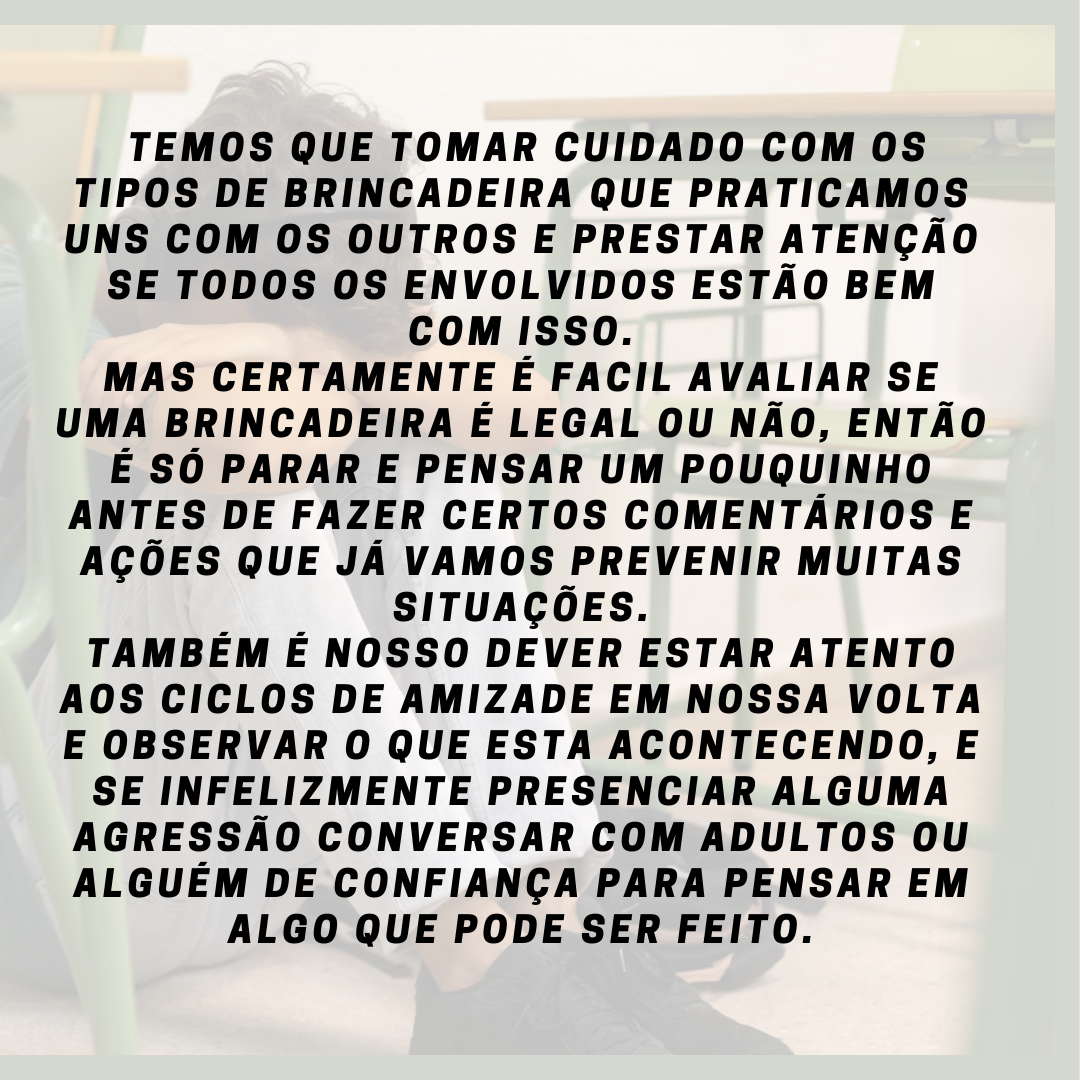 TEMOS QUE TOMAR CUIDADO COM OS
TIPOS DE BRINCADEIRA QUE PRATICAMOS
UNS COM OS OUTROS E PRESTAR ATENÇÃO
SE TODOS OS ENVOLVIDOS ESTÃO BEM
COM ISSO.
MAS CERTAMENTE É FACIL AVALIAR SE
UMA BRINCADEIRA É LEGAL OU NÃO, ENTÃO
É SÓ PARAR E PENSAR UM POUQUINHO
ANTES DE FAZER CERTOS COMENTÁRIOS E
AÇÕES QUE JÁ VAMOS PREVENIR MUITAS
SITUAÇÕES.
TAMBÉM É NOSSO DEVER ESTAR ATENTO
AOS CICLOS DE AMIZADE EM NOSSA VOLTA
E OBSERVAR O QUE ESTA ACONTECENDO, E
SE INFELIZMENTE PRESENCIAR ALGUMA
AGRESSÃO CONVERSAR COM ADULTOS OU
ALGUÉM DE CONFIANÇA PARA PENSAR EM
ALGO QUE PODE SER FEITO.